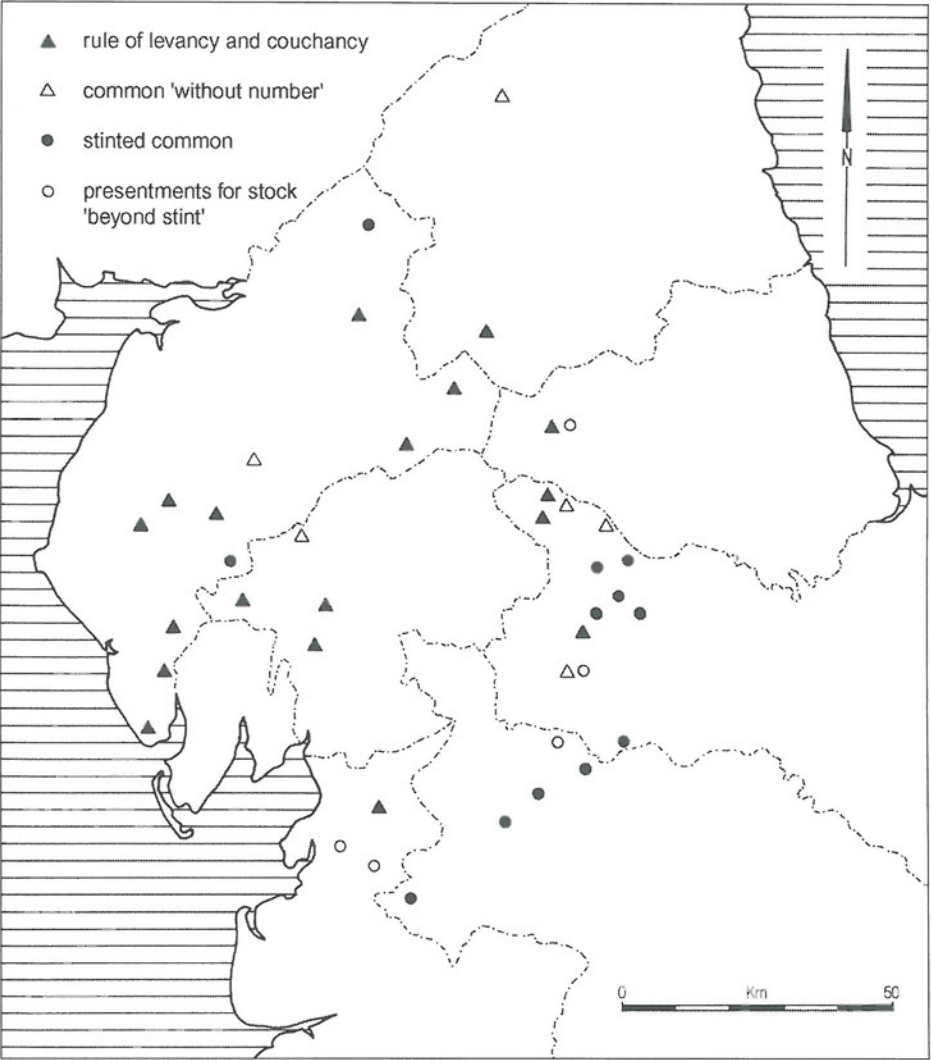 rule of levancy and couchancy
common 'without number'
stinted common
presentments for stock
'beyond stint'
N
0 Km 50